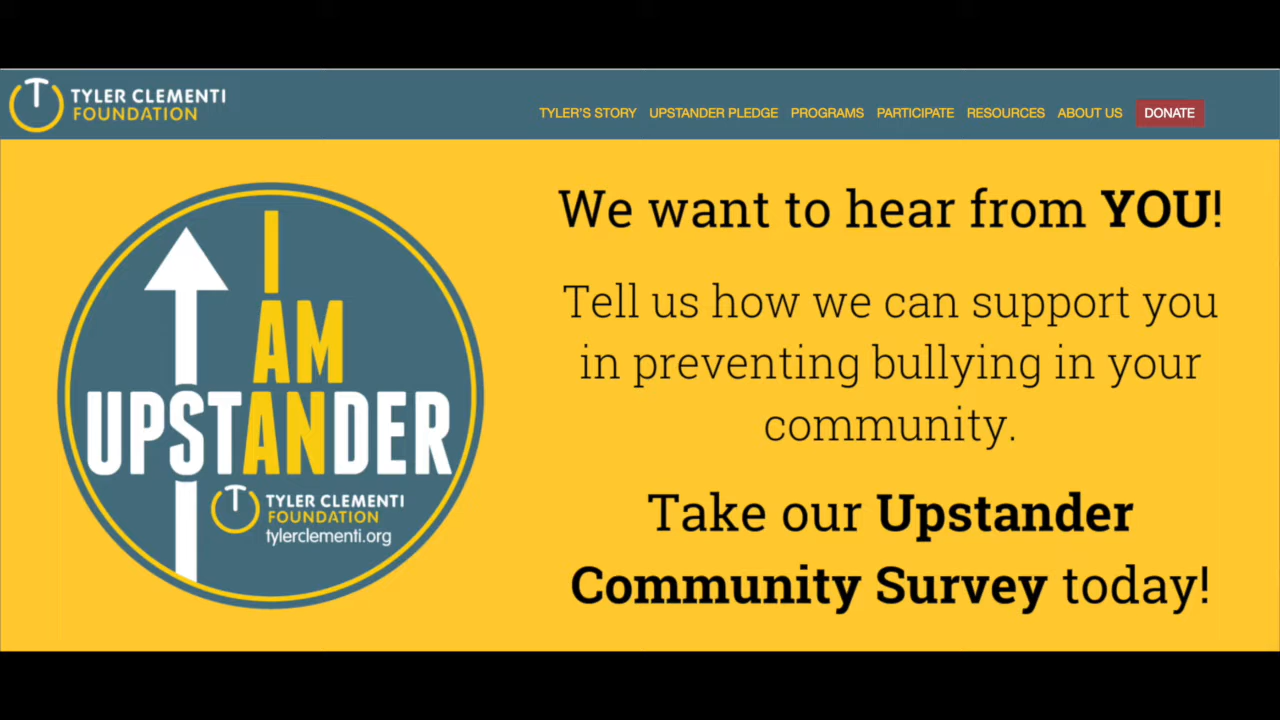 TYLER CLEMENTI
FOUNDATION
TYLER'S STORY UPSTANDER PLEDGE PROGRAMS PARTICIPATE RESOURCES ABOUT US DONATE
I
AM
UPSTANDER
TYLER CLEMENTI
FOUNDATION
tylerclementi.org
We want to hear from YOU!
Tell us how we can support you
in preventing bullying in your
community.
Take our Upstander
Community Survey today!